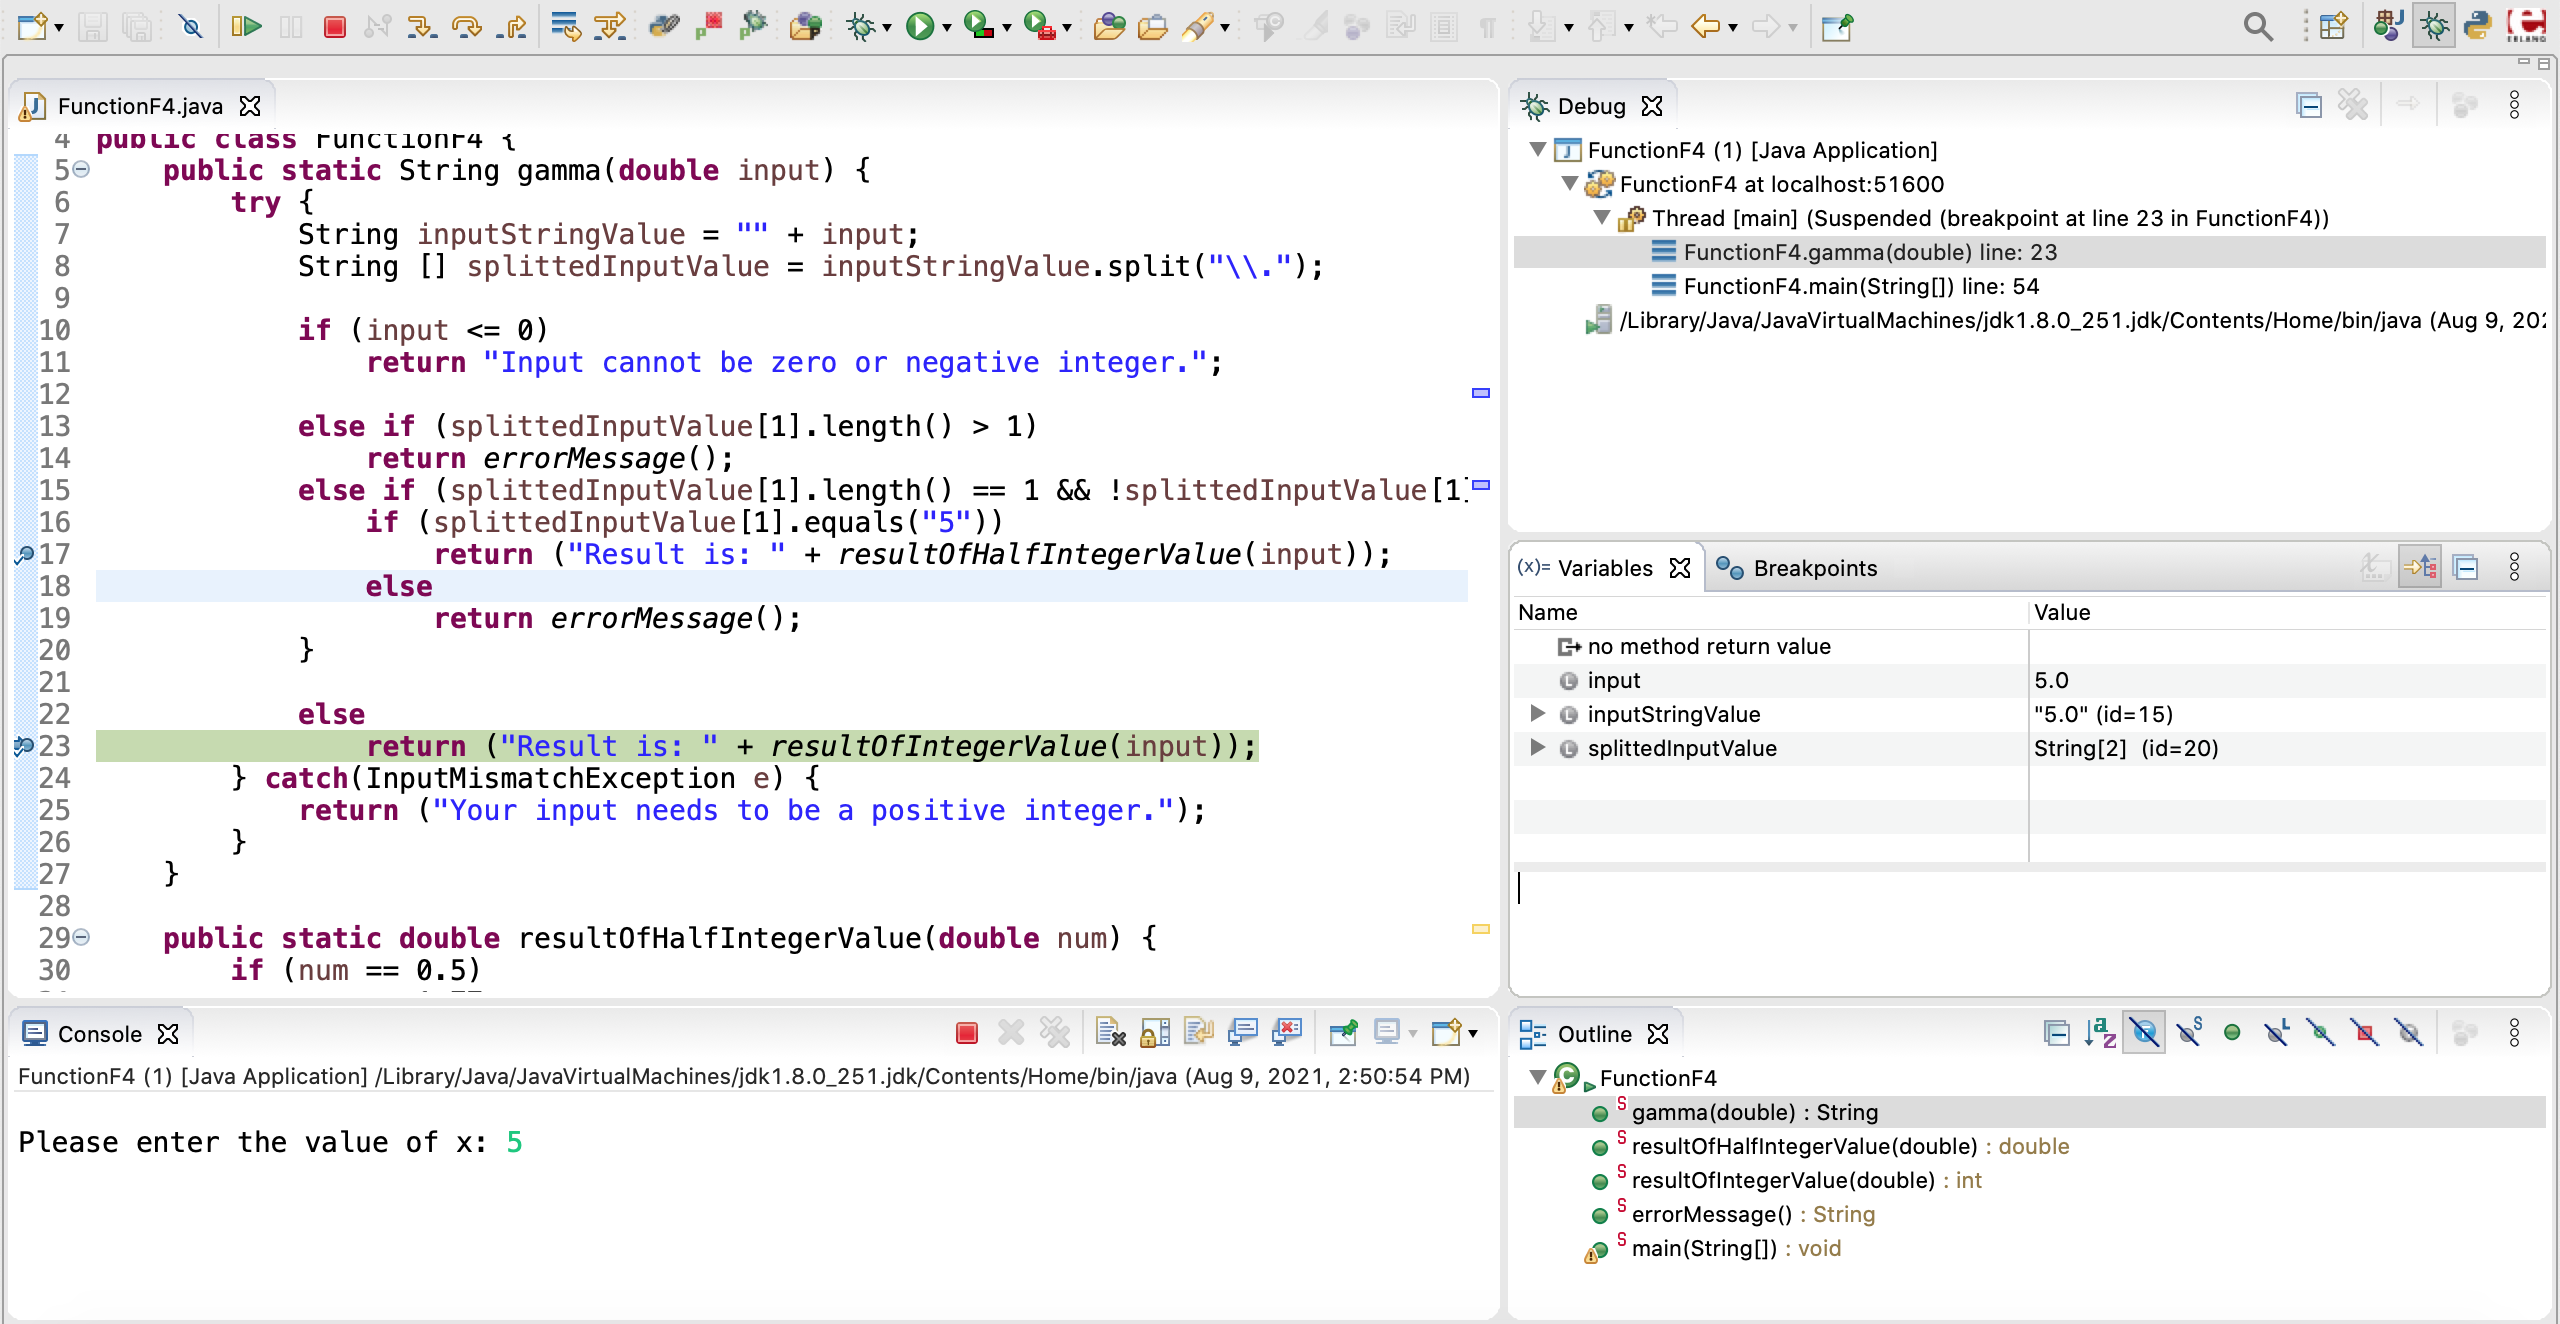 FunctionF4.java
4 public class FunctionF4 {
5 public static String gamma(double input) {
6 try {
7 String inputStringValue = "" + input;
8 String [] splittedInputValue = inputStringValue.split("\\.");
9
10 if (input <= 0)
11 return "Input cannot be zero or negative integer.";
12
13 else if (splittedInputValue[1].length() > 1)
14 return errorMessage();
15 else if (splittedInputValue[1].length() == 1 && !splittedInputValue[1]
16 if (splittedInputValue[1].equals("5"))
17 return ("Result is: " + resultOfHalfIntegerValue(input));
18 else
19 return errorMessage();
20 }
21
22 else
23 return ("Result is: " + resultOfIntegerValue(input));
24 } catch(InputMismatchException e) {
25 return ("Your input needs to be a positive integer.");
26 }
27 }
28
29 public static double resultOfHalfIntegerValue(double num) {
30 if (num == 0.5)
Debug
FunctionF4 (1) [Java Application]
FunctionF4 at localhost:51600
Thread [main] (Suspended (breakpoint at line 23 in FunctionF4))
FunctionF4.gamma(double) line: 23
FunctionF4.main(String[]) line: 54
/Library/Java/JavaVirtualMachines/jdk1.8.0_251.jdk/Contents/Home/bin/java (Aug 9, 202
(x)= Variables Breakpoints
Name Value
no method return value
input 5.0
inputStringValue "5.0" (id=15)
splittedInputValue String[2] (id=20)
Console
FunctionF4 (1) [Java Application] /Library/Java/JavaVirtualMachines/jdk1.8.0_251.jdk/Contents/Home/bin/java (Aug 9, 2021, 2:50:54 PM)
Please enter the value of x: 5
Outline
FunctionF4
gamma(double) : String
resultOfHalfIntegerValue(double) : double
resultOfIntegerValue(double) : int
errorMessage() : String
main(String[]) : void